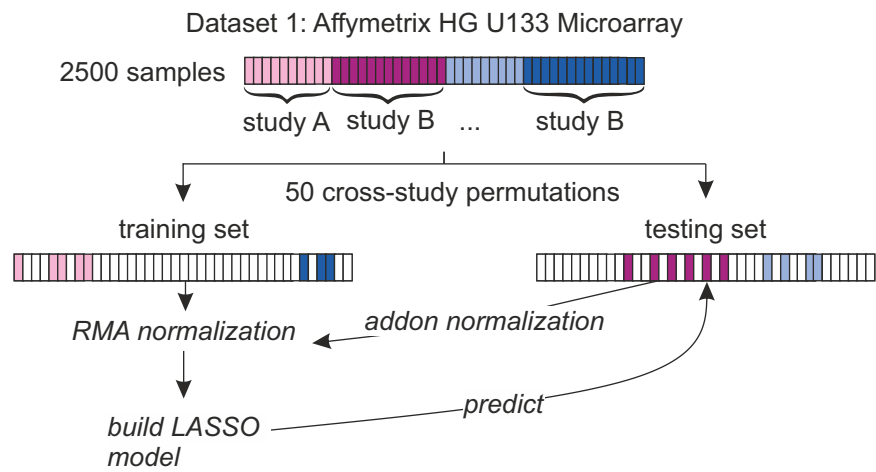 Dataset 1: Affymetrix HG U133 Microarray
2500 samples
study A study B ... study B
50 cross-study permutations
training set
testing set
RMA normalization
addon normalization
build LASSO
model
predict